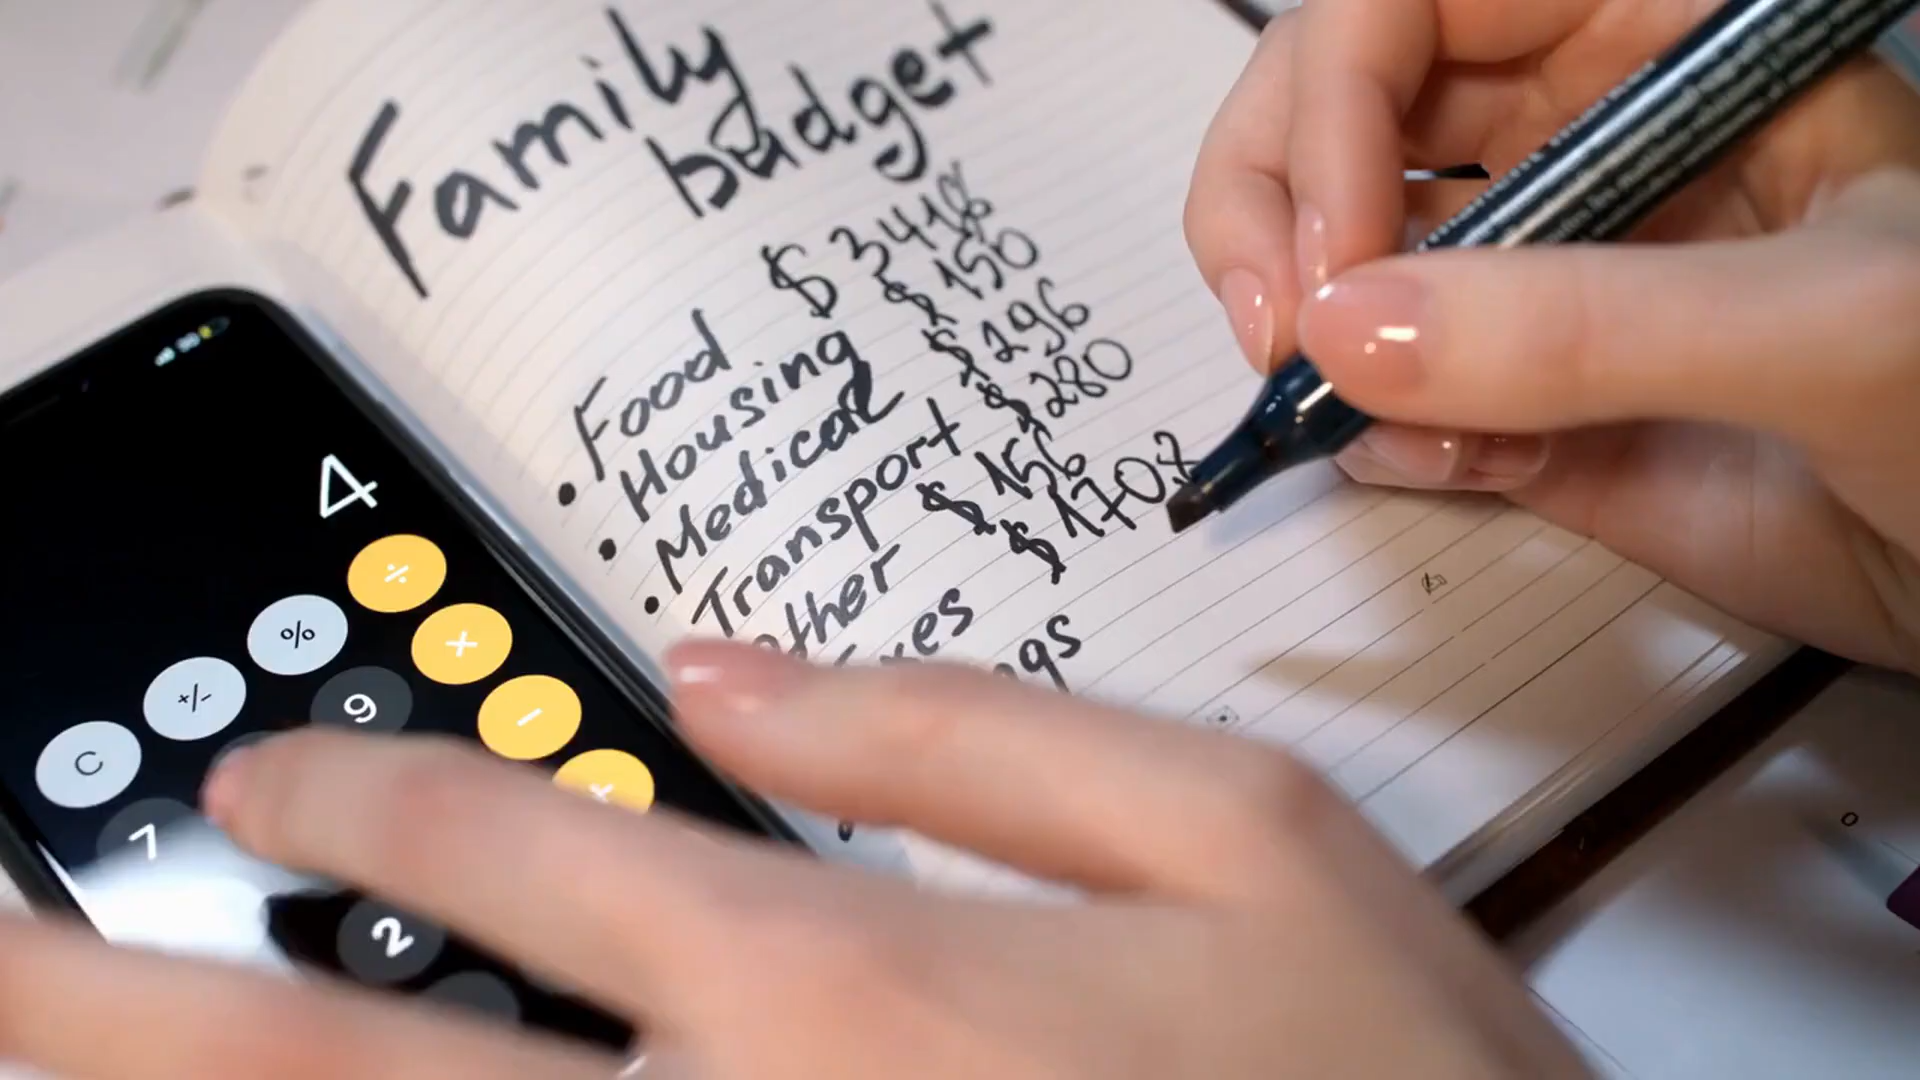 Family
budget
• Food $ 3418
• Housing $ 150
• Medical $ 296
Transport $ 280
other $ 156
$ 1708
4
÷
% ×
+/- 9 −
C +
7
2